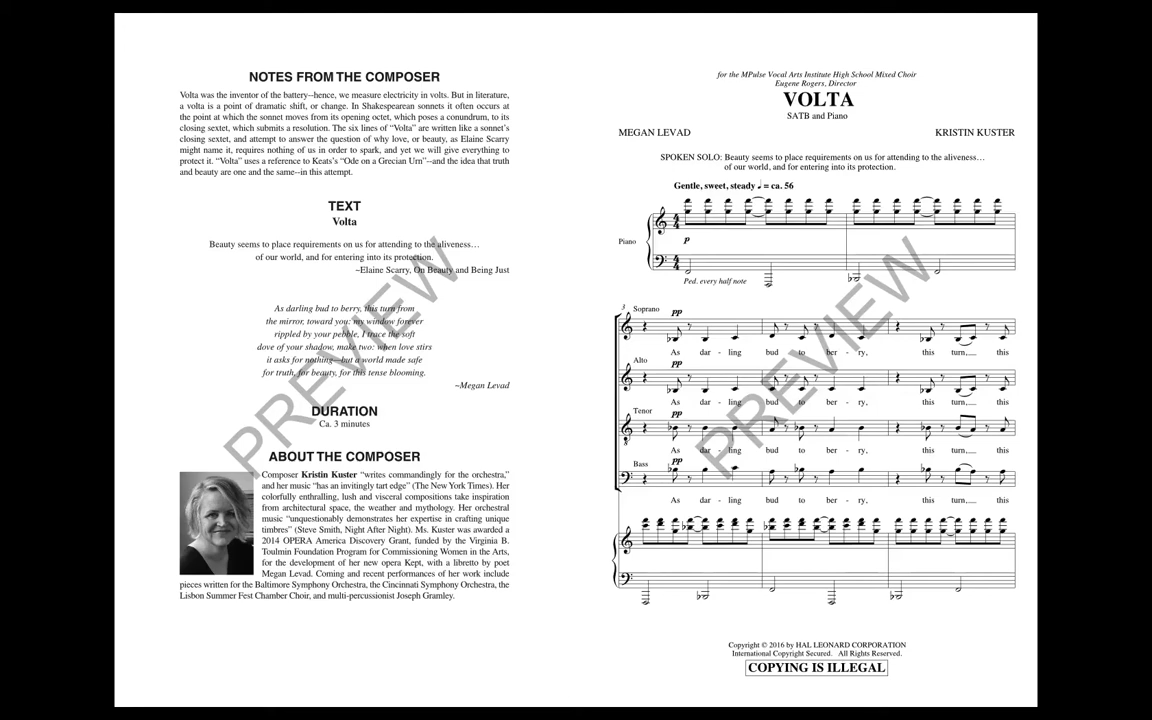 NOTES FROM THE COMPOSER
Volta was the inventor of the battery--hence, we measure electricity in volts. But in literature,
a volta is a point of dramatic shift, or change. In Shakespearean sonnets it often occurs at
the point at which the sonnet moves from its opening octet, which poses a conundrum, to its
closing sextet, which submits a resolution. The six lines of “Volta” are written like a sonnet’s
closing sextet, and attempt to answer the question of why love, or beauty, as Elaine Scarry
might name it, requires nothing of us in order to spark, and yet we will give everything to
protect it. “Volta” uses a reference to Keats’s “Ode on a Grecian Urn”--and the idea that truth
and beauty are one and the same--in this attempt.
TEXT
Volta
Beauty seems to place requirements on us for attending to the aliveness…
of our world, and for entering into its protection.
~Elaine Scarry, On Beauty and Being Just
As darling bud to berry, this turn from
the mirror, toward you: my window forever
rippled by your pebble, I trace the soft
dove of your shadow, make two: when love stirs
it asks for nothing—but a world made safe
for truth, for beauty, for this tense blooming.
~Megan Levad
DURATION
Ca. 3 minutes
ABOUT THE COMPOSER
Composer Kristin Kuster “writes commandingly for the orchestra,”
and her music “has an invitingly tart edge” (The New York Times). Her
colorfully enthralling, lush and visceral compositions take inspiration
from architectural space, the weather and mythology. Her orchestral
music “unquestionably demonstrates her expertise in crafting unique
timbres” (Steve Smith, Night After Night). Ms. Kuster was awarded a
2014 OPERA America Discovery Grant, funded by the Virginia B.
Toulmin Foundation Program for Commissioning Women in the Arts,
for the development of her new opera Kept, with a libretto by poet
Megan Levad. Coming and recent performances of her work include
pieces written for the Baltimore Symphony Orchestra, the Cincinnati Symphony Orchestra, the
Lisbon Summer Fest Chamber Choir, and multi-percussionist Joseph Gramley.
PREVIEW
for the MPulse Vocal Arts Institute High School Mixed Choir
Eugene Rogers, Director
VOLTA
SATB and Piano
MEGAN LEVAD
KRISTIN KUSTER
SPOKEN SOLO: Beauty seems to place requirements on us for attending to the aliveness…
of our world, and for entering into its protection.
Gentle, sweet, steady ♩ = ca. 56
Piano
p
Ped. every half note
3
Soprano
pp
As dar - ling bud to ber - ry, this turn,__ this
Alto
pp
As dar - ling bud to ber - ry, this turn,__ this
Tenor
pp
As dar - ling bud to ber - ry, this turn,__ this
Bass
pp
As dar - ling bud to ber - ry, this turn,__ this
PREVIEW
Copyright © 2016 by HAL LEONARD CORPORATION
International Copyright Secured. All Rights Reserved.
COPYING IS ILLEGAL